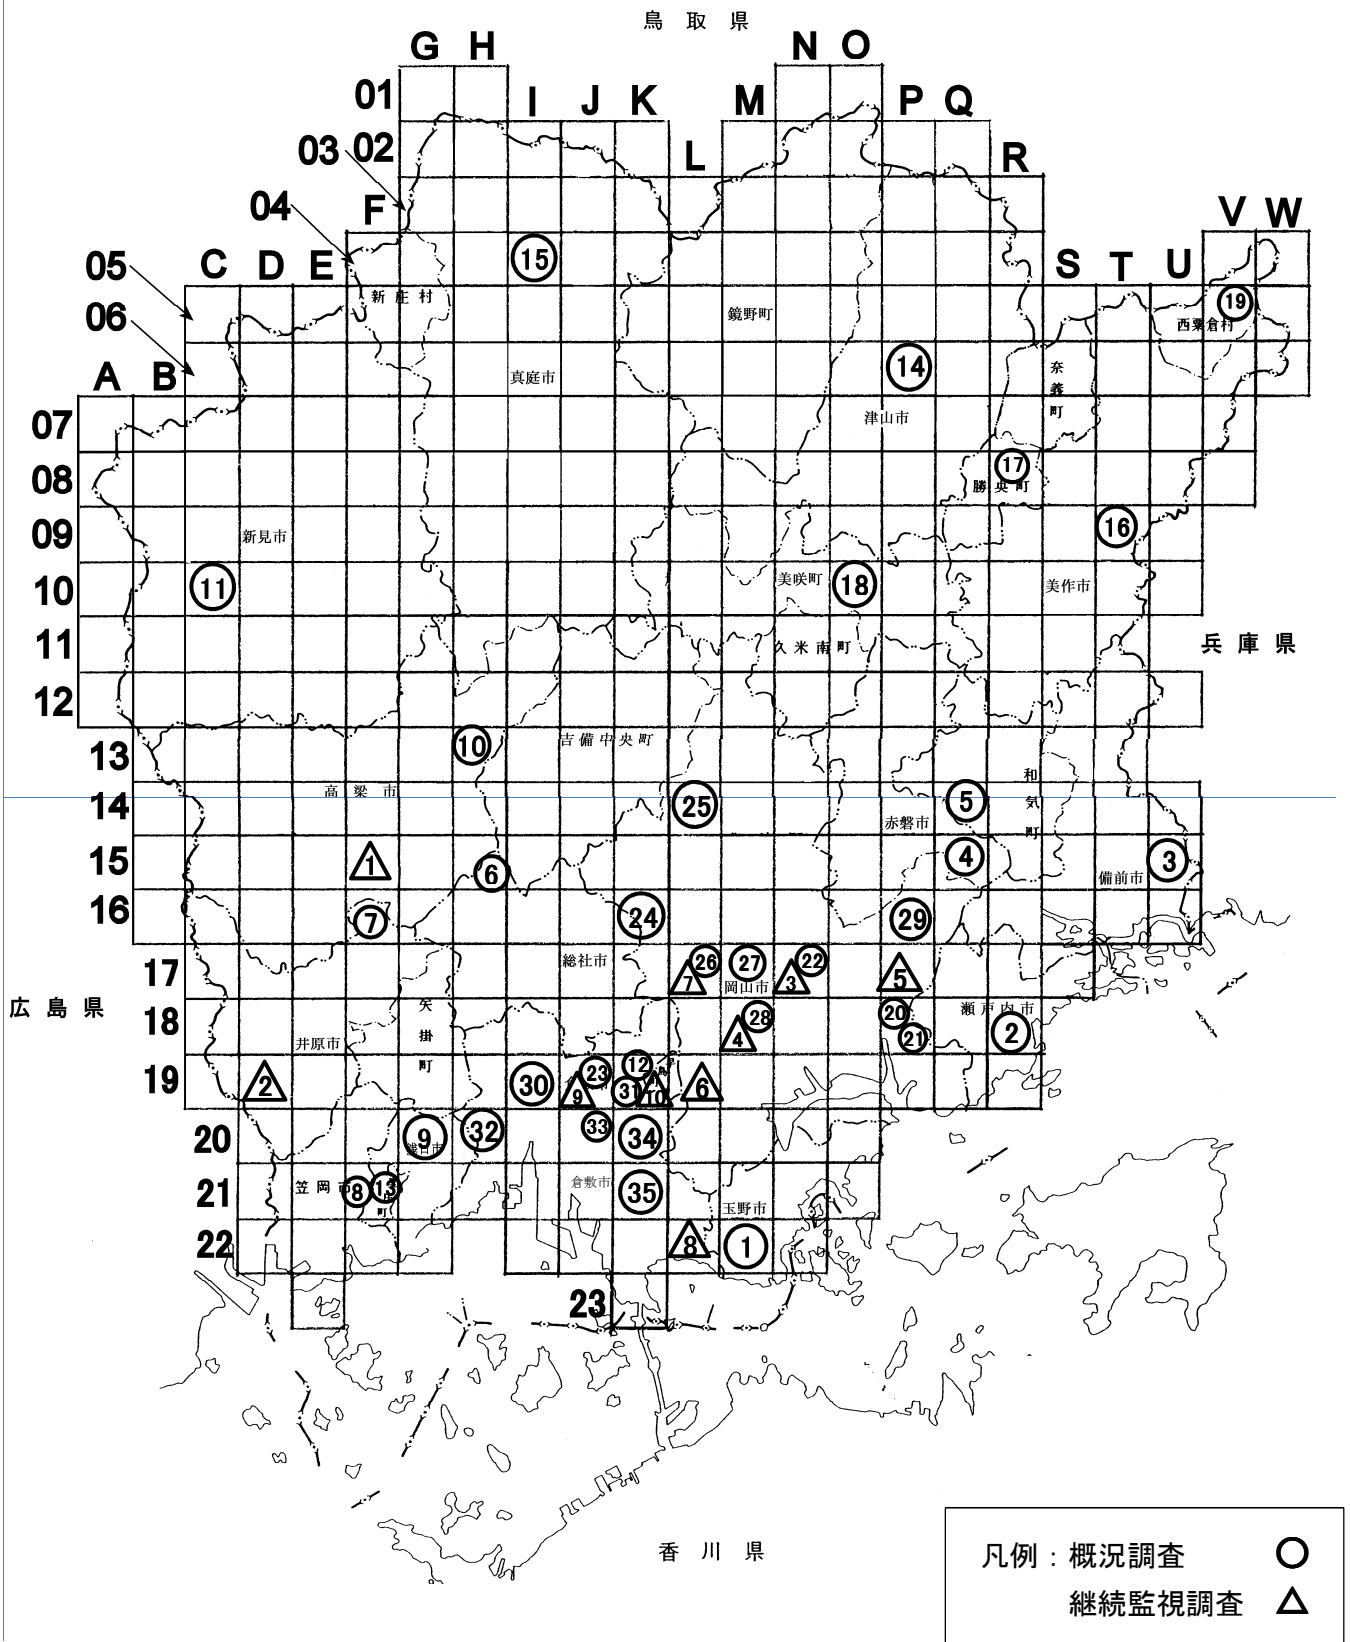 鳥取県
G H N O
01 I J K M P Q
03 02 L R
04 F V W
05 C D E 15 S T U
新庄村 19
06 鏡野町 西粟倉村
A B 真庭市 14 奈義町
07 津山市
08 17
勝央町
09 新見市 16
10 11 美咲町 18 美作市
11 久米南町 兵庫県
12
13 10 吉備中央町
和気町
14 高梁市 25 赤磐市 5
15 1 6 4 備前市 3
16 7 24 29
17 総社市 7 26 27 3 22 5
岡山市
広島県 矢掛町 瀬戸内市
18 井原市 4 28 20 21 2
19 2 30 9 23 12 31 10 6
20 9 32 33 34
浅口市
21 笠岡市 8 13 町 倉敷市 35 玉野市
22 8 1
23
香川県
凡例：概況調査 ○
継続監視調査 △